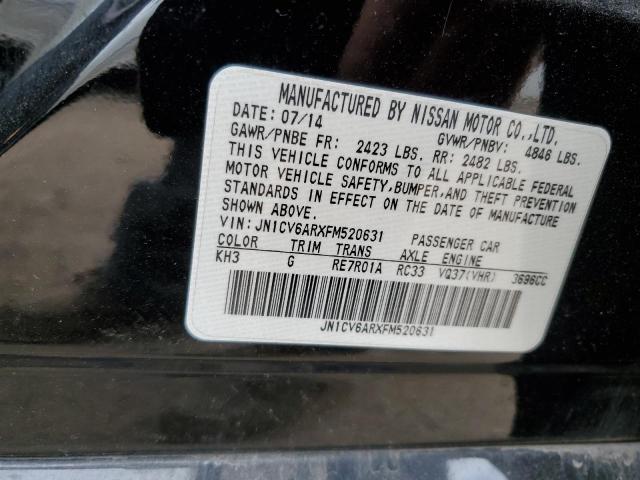 MANUFACTURED BY NISSAN MOTOR CO.,LTD.
DATE: 07/14 GVWR/PNBV: 4846 LBS.
GAWR/PNBE FR: 2423 LBS. RR: 2482 LBS.
THIS VEHICLE CONFORMS TO ALL APPLICABLE FEDERAL
MOTOR VEHICLE SAFETY,BUMPER,AND THEFT PREVENTION
STANDARDS IN EFFECT ON THE DATE OF MANUFACTURE
SHOWN ABOVE.
VIN: JN1CV6ARXFM520631 PASSENGER CAR
COLOR TRIM TRANS AXLE ENGINE
KH3 G RE7R01A RC33 VQ37(VHR) 3696CC
JN1CV6ARXFM520631